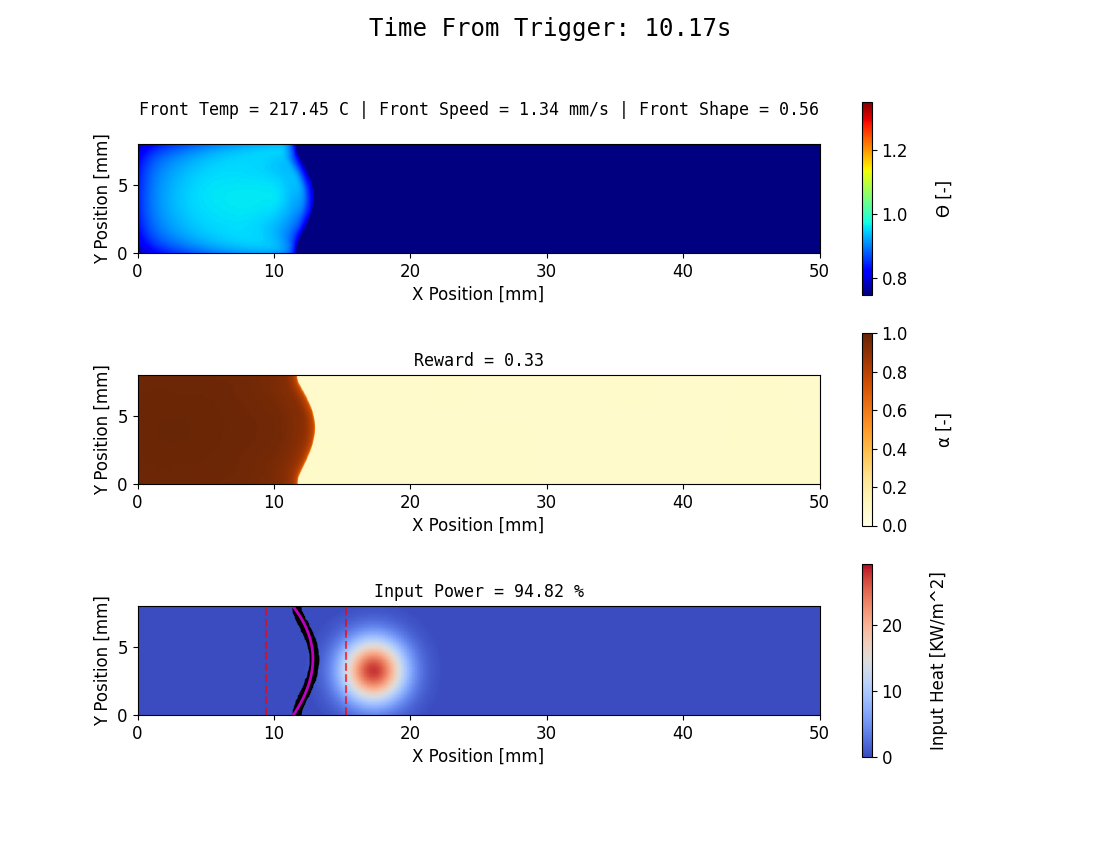 Time From Trigger: 10.17s
Front Temp = 217.45 C | Front Speed = 1.34 mm/s | Front Shape = 0.56
Y Position [mm]
5
0
0 10 20 30 40 50
X Position [mm]
1.2
1.0
0.8
Θ [-]
Reward = 0.33
Y Position [mm]
5
0
0 10 20 30 40 50
X Position [mm]
1.0
0.8
0.6
0.4
0.2
0.0
α [-]
Input Power = 94.82 %
Y Position [mm]
5
0
0 10 20 30 40 50
X Position [mm]
20
10
0
Input Heat [KW/m^2]